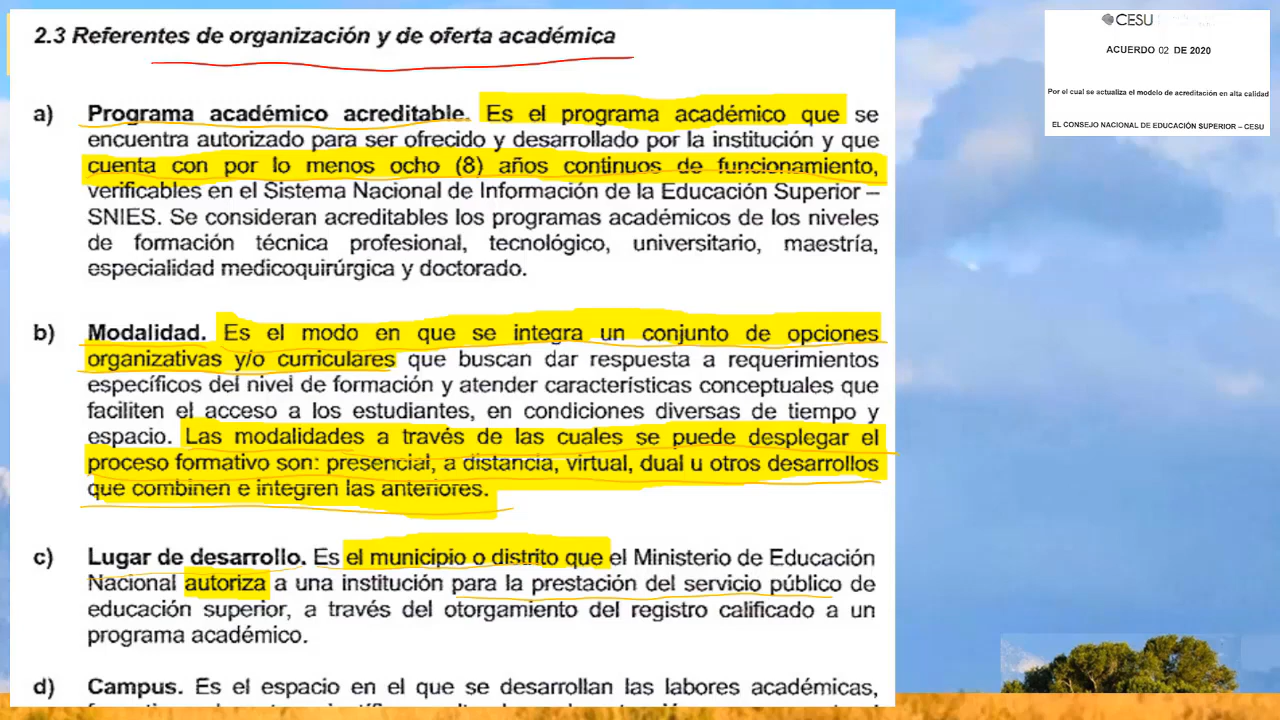 2.3 Referentes de organización y de oferta académica
a) Programa académico acreditable. Es el programa académico que se
encuentra autorizado para ser ofrecido y desarrollado por la institución y que
cuenta con por lo menos ocho (8) años continuos de funcionamiento,
verificables en el Sistema Nacional de Información de la Educación Superior –
SNIES. Se consideran acreditables los programas académicos de los niveles
de formación técnica profesional, tecnológico, universitario, maestría,
especialidad medicoquirúrgica y doctorado.
b) Modalidad. Es el modo en que se integra un conjunto de opciones
organizativas y/o curriculares que buscan dar respuesta a requerimientos
específicos del nivel de formación y atender características conceptuales que
faciliten el acceso a los estudiantes, en condiciones diversas de tiempo y
espacio. Las modalidades a través de las cuales se puede desplegar el
proceso formativo son: presencial, a distancia, virtual, dual u otros desarrollos
que combinen e integren las anteriores.
c) Lugar de desarrollo. Es el municipio o distrito que el Ministerio de Educación
Nacional autoriza a una institución para la prestación del servicio público de
educación superior, a través del otorgamiento del registro calificado a un
programa académico.
d) Campus. Es el espacio en el que se desarrollan las labores académicas,
CESU
ACUERDO 02 DE 2020
Por el cual se actualiza el modelo de acreditación en alta calidad
EL CONSEJO NACIONAL DE EDUCACIÓN SUPERIOR – CESU